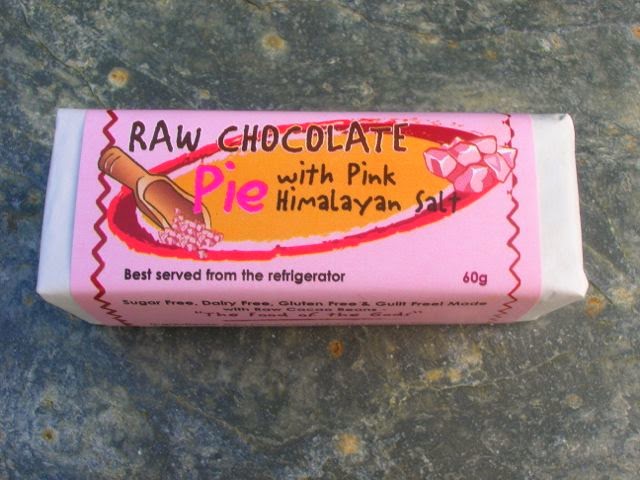 RAW CHOCOLATE
Pie with Pink
Himalayan Salt
Best served from the refrigerator 60g
Sugar Free, Dairy Free, Gluten Free & Guilt Free! Made
with Raw Cacao Beans -
"The Food of the Gods"